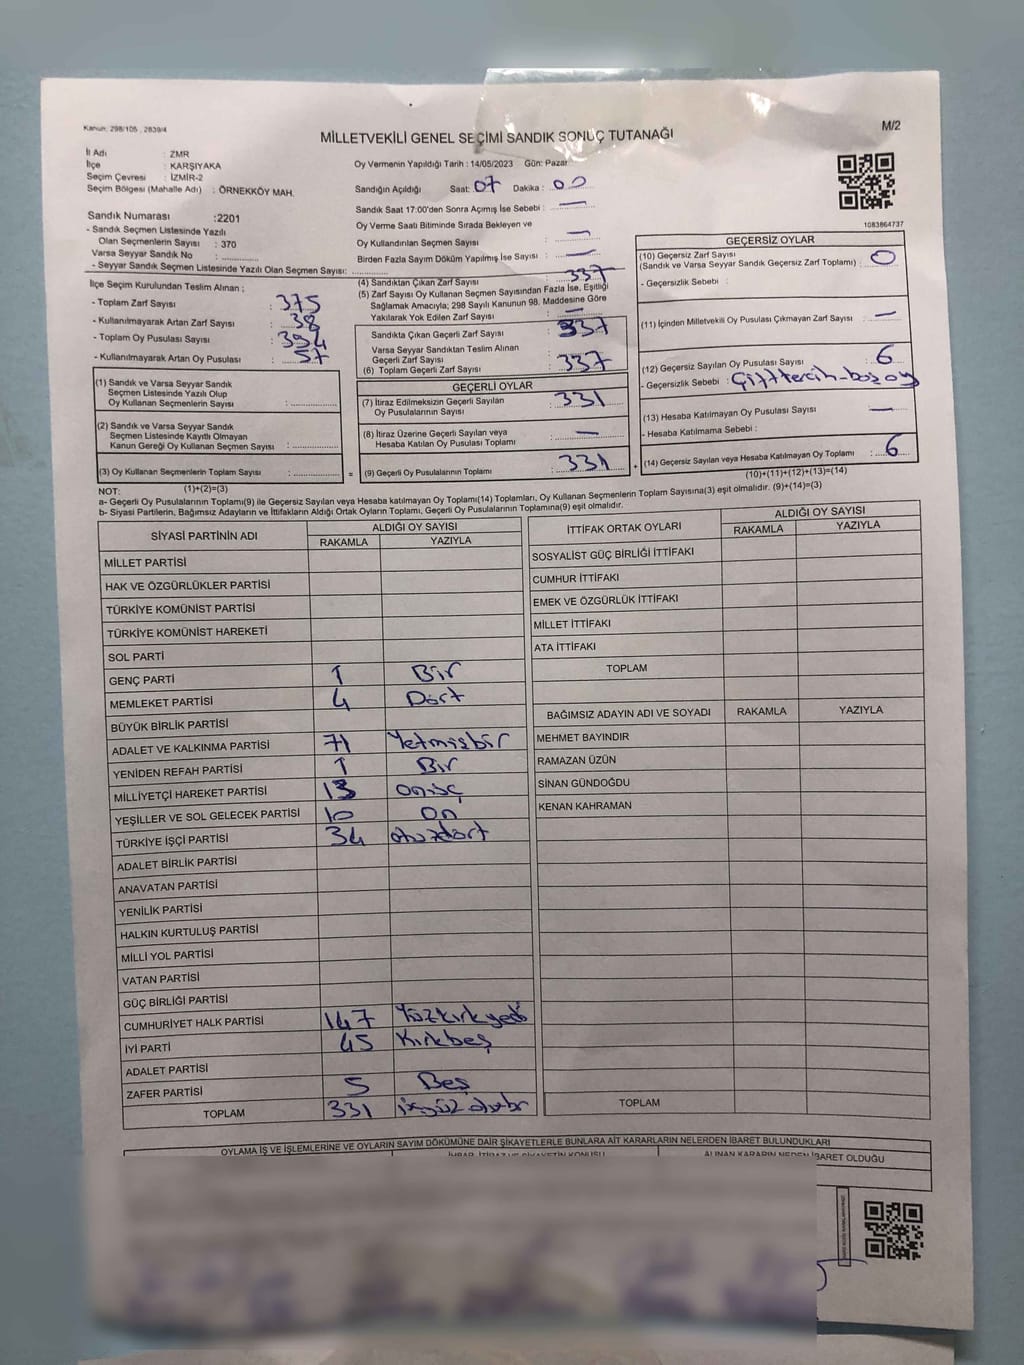 Kanun: 298/105 , 2839/4
M/2
MİLLETVEKİLİ GENEL SEÇİMİ SANDIK SONUÇ TUTANAĞI
İl Adı : ZMR
İlçe : KARŞIYAKA
Seçim Çevresi : İZMİR-2
Seçim Bölgesi (Mahalle Adı) : ÖRNEKKÖY MAH.
Oy Vermenin Yapıldığı Tarih : 14/05/2023 Gün: Pazar
Sandığın Açıldığı Saat: 07 Dakika : 00
Sandık Saat 17:00'den Sonra Açımış İse Sebebi : —
Oy Verme Saati Bitiminde Sırada Bekleyen ve
Oy Kullandırılan Seçmen Sayısı : —
Birden Fazla Sayım Döküm Yapılmış İse Sayısı : —
Sandık Numarası :2201
- Sandık Seçmen Listesinde Yazılı
Olan Seçmenlerin Sayısı : 370
Varsa Seyyar Sandık No :
- Seyyar Sandık Seçmen Listesinde Yazılı Olan Seçmen Sayısı:
1083864737
İlçe Seçim Kurulundan Teslim Alınan ;
- Toplam Zarf Sayısı : 375
- Kullanılmayarak Artan Zarf Sayısı : 38
- Toplam Oy Pusulası Sayısı : 394
- Kullanılmayarak Artan Oy Pusulası : 57
(1) Sandık ve Varsa Seyyar Sandık
Seçmen Listesinde Yazılı Olup
Oy Kullanan Seçmenlerin Sayısı :
(2) Sandık ve Varsa Seyyar Sandık
Seçmen Listesinde Kayıtlı Olmayan
Kanun Gereği Oy Kullanan Seçmen Sayısı :
(3) Oy Kullanan Seçmenlerin Toplam Sayısı :
(1)+(2)=(3)
(4) Sandıktan Çıkan Zarf Sayısı : 337
(5) Zarf Sayısı Oy Kullanan Seçmen Sayısından Fazla İse, Eşitliği
Sağlamak Amacıyla; 298 Sayılı Kanunun 98. Maddesine Göre
Yakılarak Yok Edilen Zarf Sayısı : —
Sandıkta Çıkan Geçerli Zarf Sayısı : 337
Varsa Seyyar Sandıktan Teslim Alınan
Geçerli Zarf Sayısı :
(6) Toplam Geçerli Zarf Sayısı : 337
GEÇERLİ OYLAR
(7) İtiraz Edilmeksizin Geçerli Sayılan
Oy Pusulalarının Sayısı : 331
(8) İtiraz Üzerine Geçerli Sayılan veya
Hesaba Katılan Oy Pusulası Toplamı : —
= (9) Geçerli Oy Pusulalarının Toplamı : 331 +
GEÇERSİZ OYLAR
(10) Geçersiz Zarf Sayısı
(Sandık ve Varsa Seyyar Sandık Geçersiz Zarf Toplamı) : 0
- Geçersizlik Sebebi :
(11) İçinden Milletvekili Oy Pusulası Çıkmayan Zarf Sayısı : —
(12) Geçersiz Sayılan Oy Pusulası Sayısı : 6
- Geçersizlik Sebebi : Çift tercih-boş oy
(13) Hesaba Katılmayan Oy Pusulası Sayısı : —
- Hesaba Katılmama Sebebi :
(14) Geçersiz Sayılan veya Hesaba Katılmayan Oy Toplamı : 6
(10)+(11)+(12)+(13)=(14)
NOT:
a- Geçerli Oy Pusulalarının Toplamı(9) ile Geçersiz Sayılan veya Hesaba katılmayan Oy Toplamı(14) Toplamları, Oy Kullanan Seçmenlerin Toplam Sayısına(3) eşit olmalıdır. (9)+(14)=(3)
b- Siyasi Partilerin, Bağımsız Adayların ve İttifakların Aldığı Ortak Oyların Toplamı, Geçerli Oy Pusulalarının Toplamına(9) eşit olmalıdır.
SİYASİ PARTİNİN ADI ALDIĞI OY SAYISI
RAKAMLA YAZIYLA
MİLLET PARTİSİ
HAK VE ÖZGÜRLÜKLER PARTİSİ
TÜRKİYE KOMÜNİST PARTİSİ
TÜRKİYE KOMÜNİST HAREKETİ
SOL PARTİ
GENÇ PARTİ 1 Bir
MEMLEKET PARTİSİ 4 Dört
BÜYÜK BİRLİK PARTİSİ
ADALET VE KALKINMA PARTİSİ 71 Yetmişbir
YENİDEN REFAH PARTİSİ 1 Bir
MİLLİYETÇİ HAREKET PARTİSİ 13 onüç
YEŞİLLER VE SOL GELECEK PARTİSİ 10 On
TÜRKİYE İŞÇİ PARTİSİ 34 otuzdört
ADALET BİRLİK PARTİSİ
ANAVATAN PARTİSİ
YENİLİK PARTİSİ
HALKIN KURTULUŞ PARTİSİ
MİLLİ YOL PARTİSİ
VATAN PARTİSİ
GÜÇ BİRLİĞİ PARTİSİ
CUMHURİYET HALK PARTİSİ 147 Yüzkırkyedi
İYİ PARTİ 45 Kırkbeş
ADALET PARTİSİ
ZAFER PARTİSİ 5 Beş
TOPLAM 331
İTTİFAK ORTAK OYLARI ALDIĞI OY SAYISI
RAKAMLA YAZIYLA
SOSYALİST GÜÇ BİRLİĞİ İTTİFAKI
CUMHUR İTTİFAKI
EMEK VE ÖZGÜRLÜK İTTİFAKI
MİLLET İTTİFAKI
ATA İTTİFAKI
TOPLAM
BAĞIMSIZ ADAYIN ADI VE SOYADI RAKAMLA YAZIYLA
MEHMET BAYINDIR
RAMAZAN ÜZÜN
SİNAN GÜNDOĞDU
KENAN KAHRAMAN
TOPLAM
OYLAMA İŞ VE İŞLEMLERİNE VE OYLARIN SAYIM DÖKÜMÜNE DAİR ŞİKAYETLERLE BUNLARA AİT KARARLARIN NELERDEN İBARET BULUNDUKLARI
İHBAR, İTİRAZ VE ŞİKAYETİN KONUSU ALINAN KARARIN NEDEN İBARET OLDUĞU